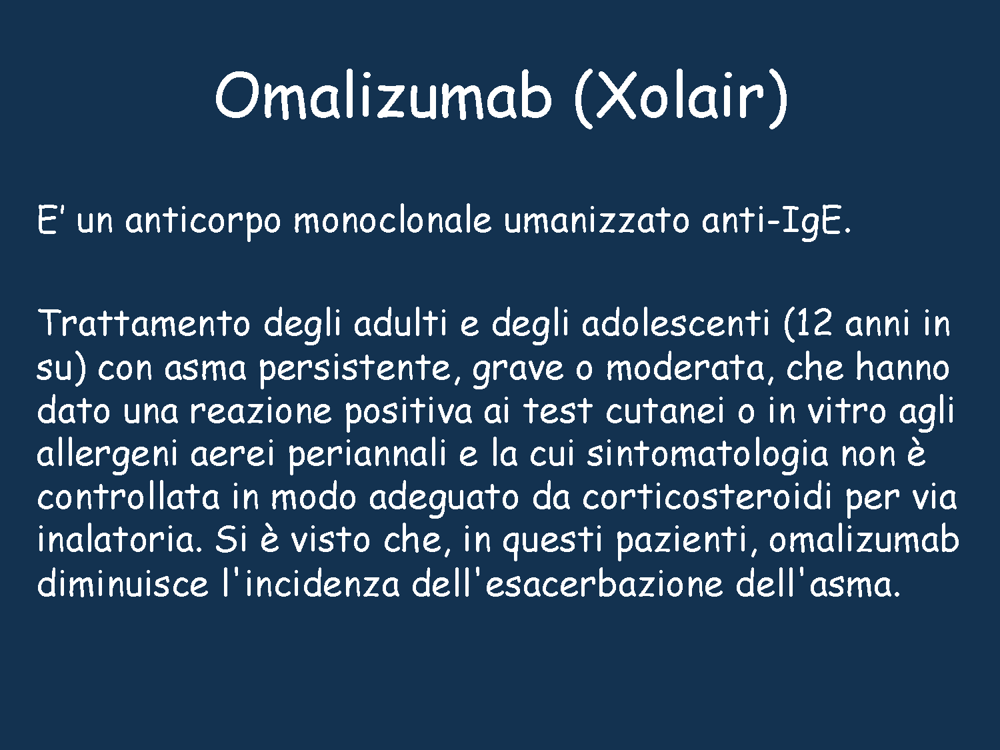 Omalizumab (Xolair)
E’ un anticorpo monoclonale umanizzato anti-IgE.
Trattamento degli adulti e degli adolescenti (12 anni in
su) con asma persistente, grave o moderata, che hanno
dato una reazione positiva ai test cutanei o in vitro agli
allergeni aerei periannali e la cui sintomatologia non è
controllata in modo adeguato da corticosteroidi per via
inalatoria. Si è visto che, in questi pazienti, omalizumab
diminuisce l'incidenza dell'esacerbazione dell'asma.